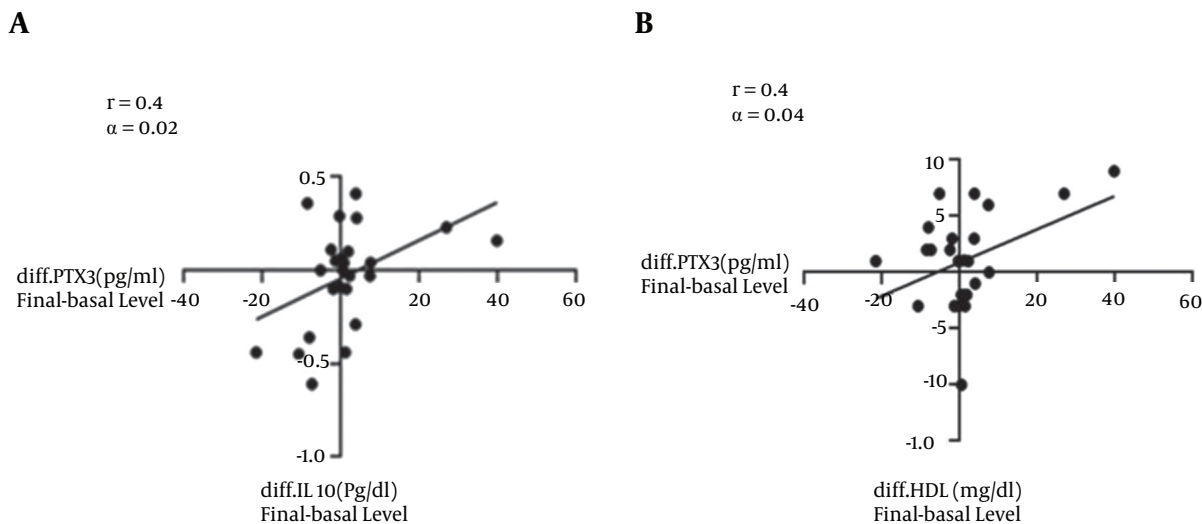 A
r = 0.4
α = 0.02
0.5
diff.PTX3(pg/ml)
Final-basal Level
-40
-20
20
40
60
-0.5
-1.0
diff.IL 10(Pg/dl)
Final-basal Level
B
r = 0.4
α = 0.04
10
5
diff.PTX3(pg/ml)
Final-basal Level
-40
-20
20
40
60
-5
-10
-1.0
diff.HDL (mg/dl)
Final-basal Level